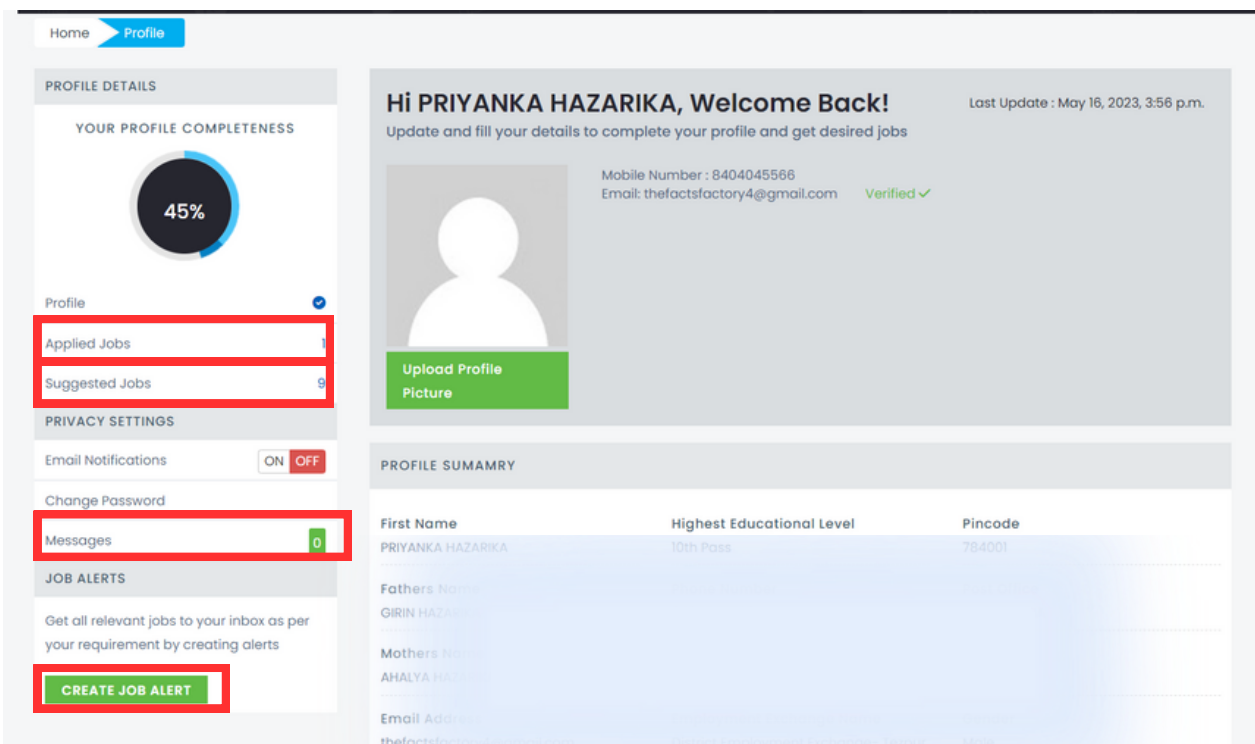 Home Profile
PROFILE DETAILS
YOUR PROFILE COMPLETENESS
45%
Profile
Applied Jobs 1
Suggested Jobs 9
PRIVACY SETTINGS
Email Notifications ON OFF
Change Password
Messages 0
JOB ALERTS
Get all relevant jobs to your inbox as per
your requirement by creating alerts
CREATE JOB ALERT
Hi PRIYANKA HAZARIKA, Welcome Back!
Last Update : May 16, 2023, 3:56 p.m.
Update and fill your details to complete your profile and get desired jobs
Mobile Number : 8404045566
Email: thefactsfactory4@gmail.com Verified
Upload Profile
Picture
PROFILE SUMAMRY
First Name Highest Educational Level Pincode
PRIYANKA HAZARIKA 10th Pass 784001
Fathers
GIRIN
Mothers
AHALYA
Email